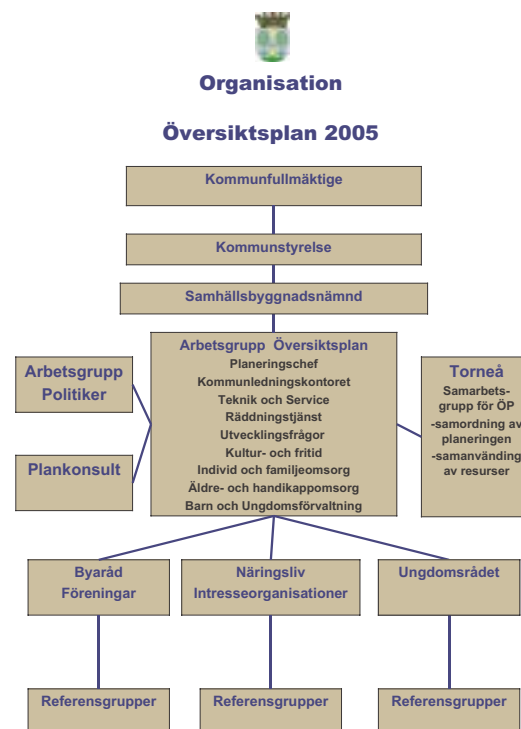 Organisation
Översiktsplan 2005
Kommunfullmäktige
Kommunstyrelse
Samhällsbyggnadsnämnd
Arbetsgrupp Översiktsplan
Planeringschef
Kommunledningskontoret
Teknik och Service
Räddningstjänst
Utvecklingsfrågor
Kultur- och fritid
Individ och familjeomsorg
Äldre- och handikappomsorg
Barn och Ungdomsförvaltning
Arbetsgrupp
Politiker
Plankonsult
Torneå
Samarbets-
grupp för ÖP
-samordning av
planeringen
-samanvänding
av resurser
Byaråd
Föreningar
Näringsliv
Intresseorganisationer
Ungdomsrådet
Referensgrupper
Referensgrupper
Referensgrupper